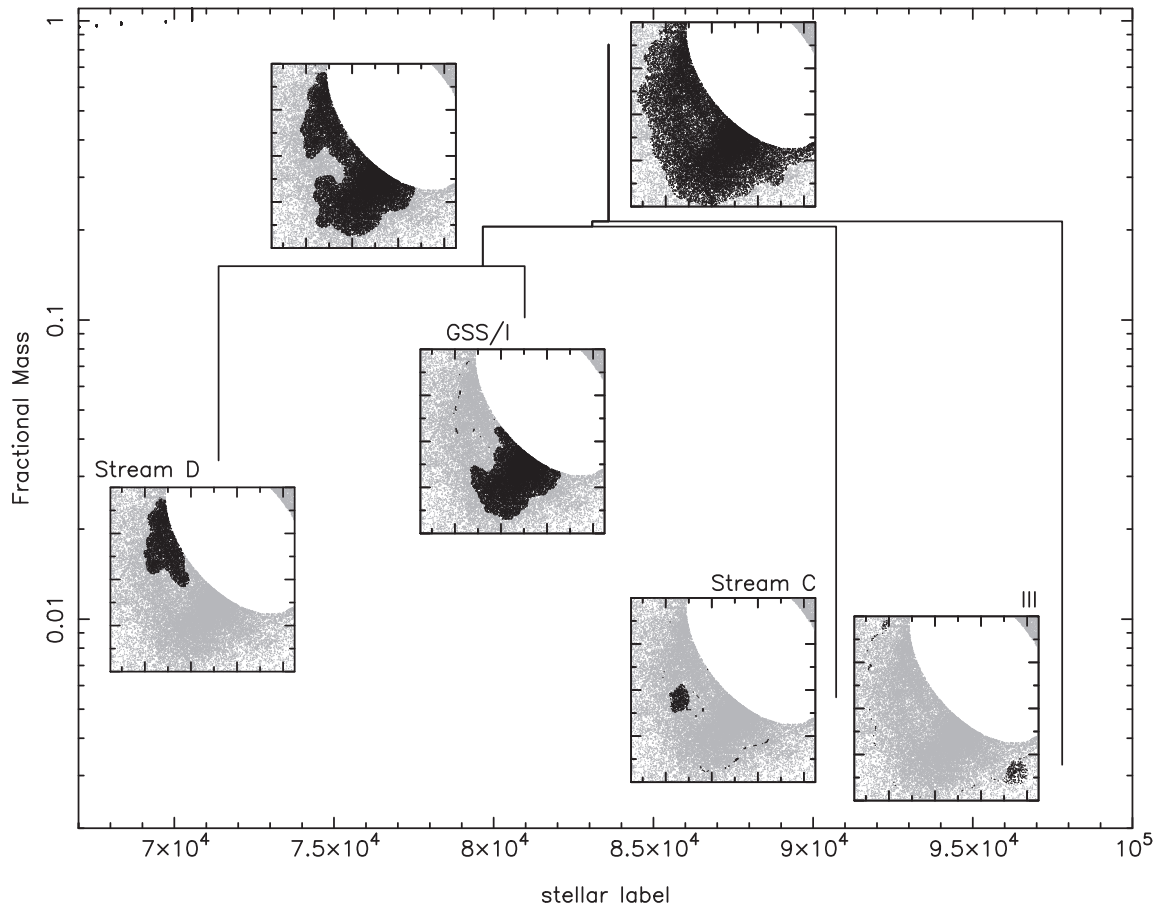 1
0.1
0.01
Fractional Mass
GSS/I
Stream D
Stream C
III
7×10⁴
7.5×10⁴
8×10⁴
8.5×10⁴
9×10⁴
9.5×10⁴
10⁵
stellar label